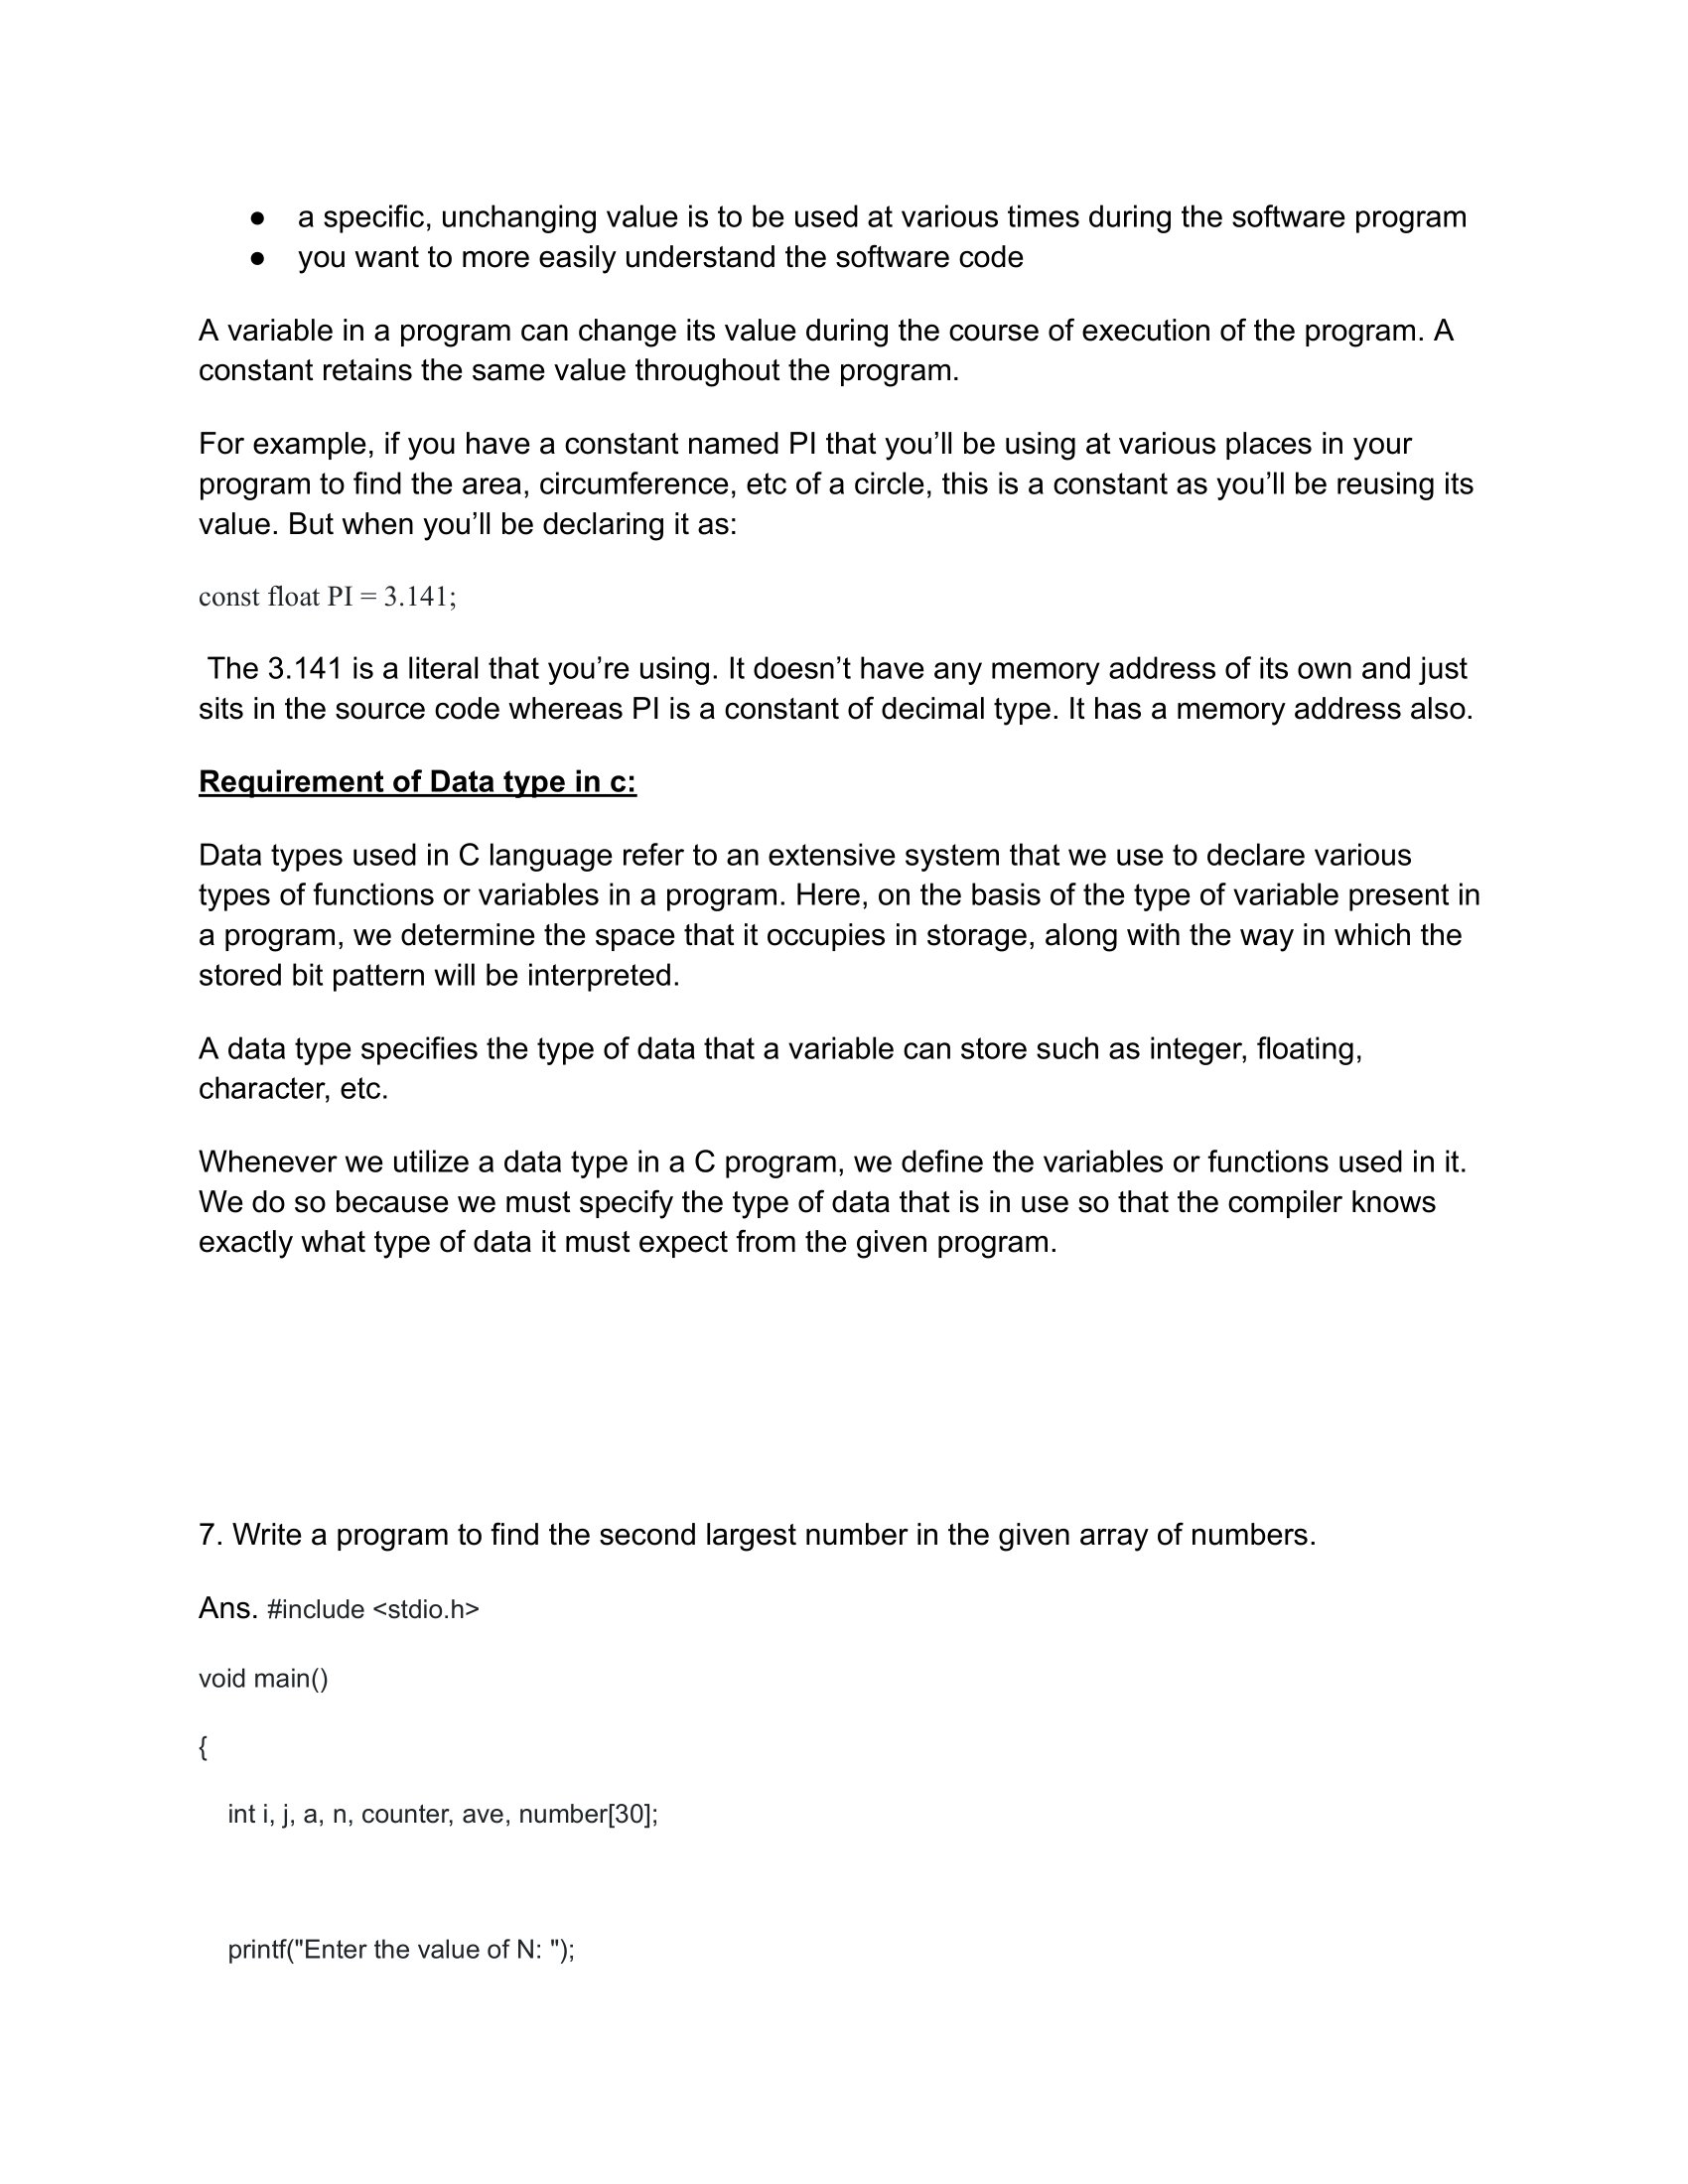 ● a specific, unchanging value is to be used at various times during the software program
● you want to more easily understand the software code
A variable in a program can change its value during the course of execution of the program. A
constant retains the same value throughout the program.
For example, if you have a constant named PI that you’ll be using at various places in your
program to find the area, circumference, etc of a circle, this is a constant as you’ll be reusing its
value. But when you’ll be declaring it as:
const float PI = 3.141;
The 3.141 is a literal that you’re using. It doesn’t have any memory address of its own and just
sits in the source code whereas PI is a constant of decimal type. It has a memory address also.
Requirement of Data type in c:
Data types used in C language refer to an extensive system that we use to declare various
types of functions or variables in a program. Here, on the basis of the type of variable present in
a program, we determine the space that it occupies in storage, along with the way in which the
stored bit pattern will be interpreted.
A data type specifies the type of data that a variable can store such as integer, floating,
character, etc.
Whenever we utilize a data type in a C program, we define the variables or functions used in it.
We do so because we must specify the type of data that is in use so that the compiler knows
exactly what type of data it must expect from the given program.
7. Write a program to find the second largest number in the given array of numbers.
Ans. #include <stdio.h>
void main()
{
int i, j, a, n, counter, ave, number[30];
printf("Enter the value of N: ");